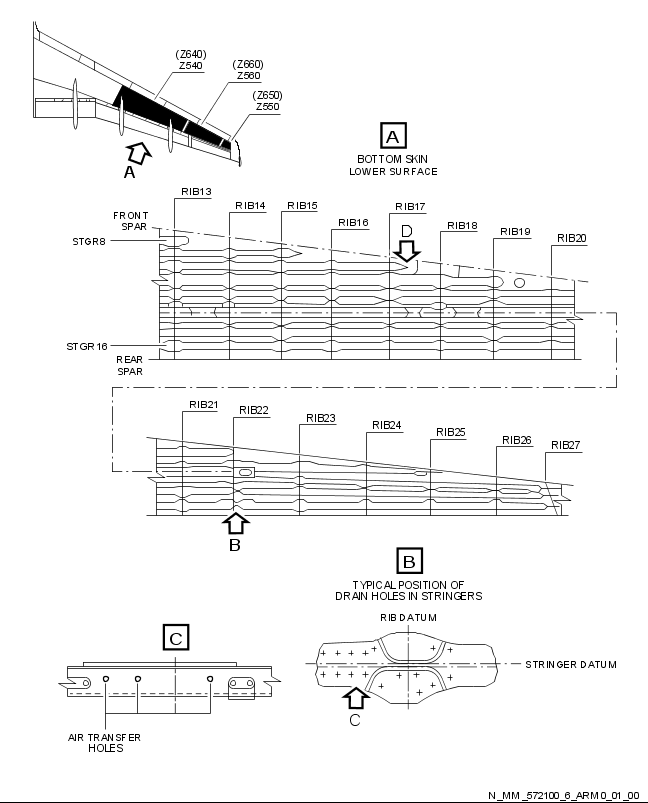 (Z640)
Z540
(Z660)
Z560
(Z650)
Z550
A
A
BOTTOM SKIN
LOWER SURFACE
RIB13
RIB14
RIB15
RIB16
RIB17
RIB18
RIB19
RIB20
FRONT
SPAR
D
STGR8
STGR16
REAR
SPAR
RIB21
RIB22
RIB23
RIB24
RIB25
RIB26
RIB27
B
B
TYPICAL POSITION OF
DRAIN HOLES IN STRINGERS
RIB DATUM
STRINGER DATUM
C
C
AIR TRANSFER
HOLES
N_MM_572100_6_ARM0_01_00